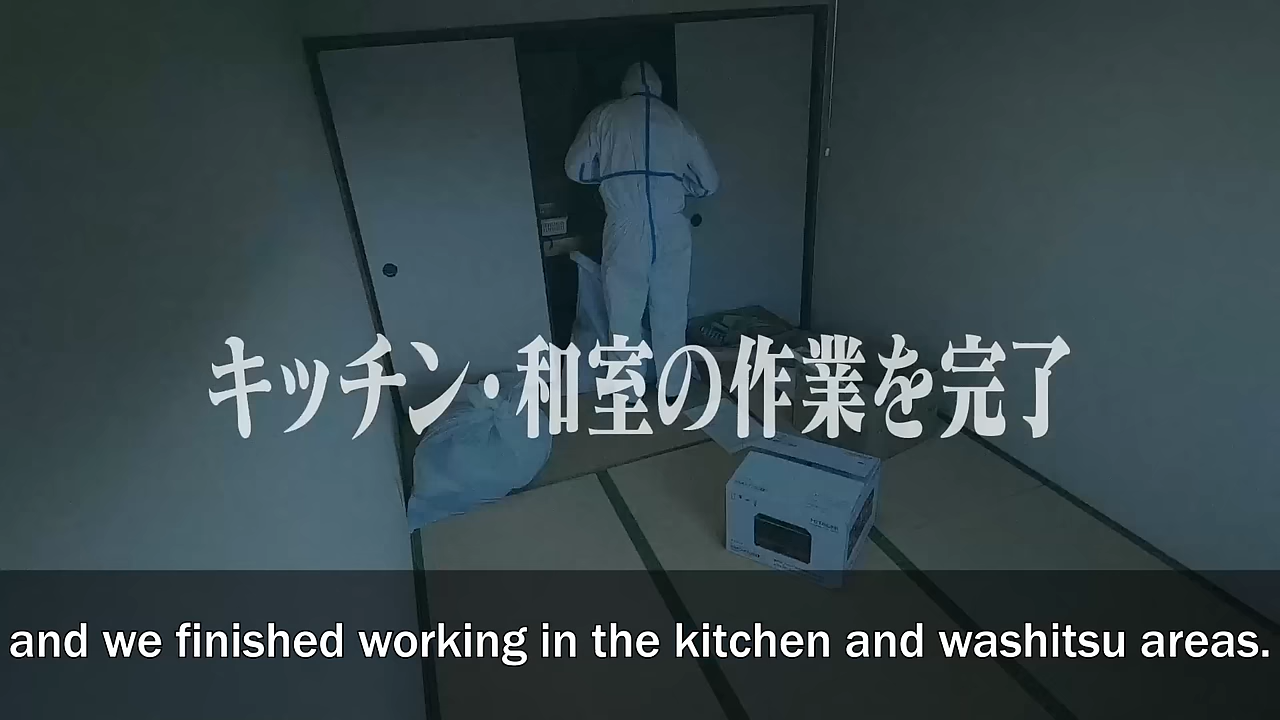 キッチン・和室の作業を完了
and we finished working in the kitchen and washitsu areas.